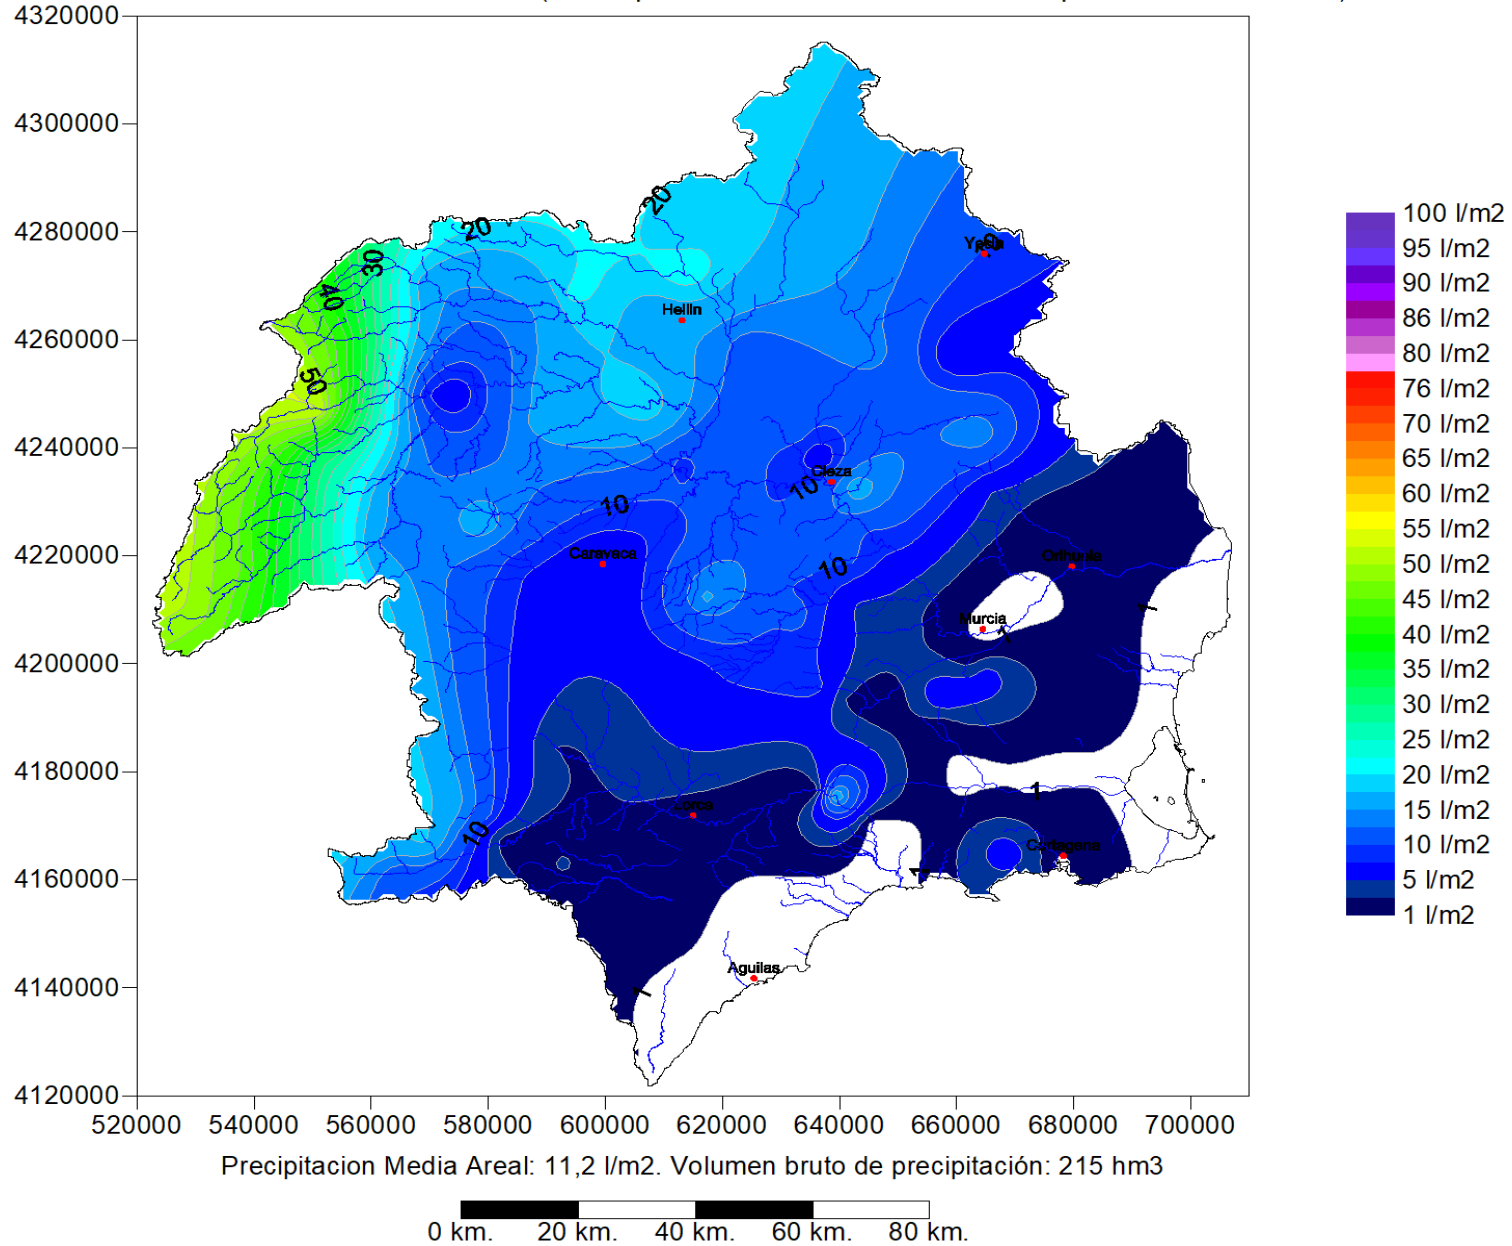 4320000
4300000
4280000
4260000
4240000
4220000
4200000
4180000
4160000
4140000
4120000
520000 540000 560000 580000 600000 620000 640000 660000 680000 700000
20
20
30
40
50
Hellin
10
Cieza
10
Caravaca
10
Orihuela
Murcia
1
1
1
Lorca
10
Cartagena
1
Aguilas
1
100 l/m2
95 l/m2
90 l/m2
86 l/m2
80 l/m2
76 l/m2
70 l/m2
65 l/m2
60 l/m2
55 l/m2
50 l/m2
45 l/m2
40 l/m2
35 l/m2
30 l/m2
25 l/m2
20 l/m2
15 l/m2
10 l/m2
5 l/m2
1 l/m2
Precipitacion Media Areal: 11,2 l/m2. Volumen bruto de precipitación: 215 hm3
0 km. 20 km. 40 km. 60 km. 80 km.